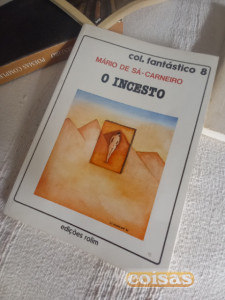 col. fantástico 8
MÁRIO DE SÁ-CARNEIRO
O INCESTO
edições rolim
coisas